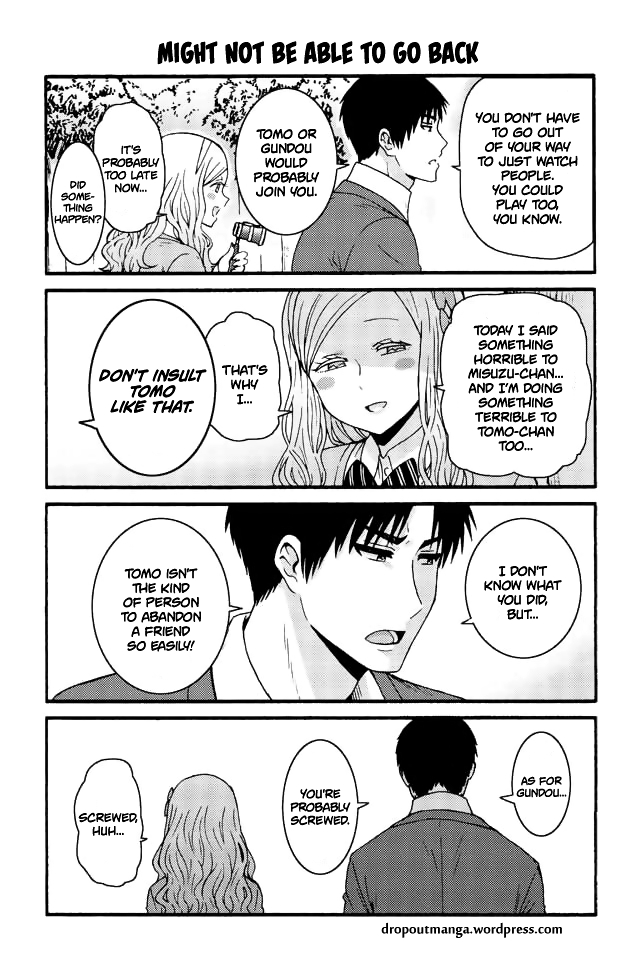 MIGHT NOT BE ABLE TO GO BACK
YOU DON'T HAVE
TO GO OUT
OF YOUR WAY
TO JUST WATCH
PEOPLE.
YOU COULD
PLAY TOO,
YOU KNOW.
TOMO OR
GUNDOU
WOULD
PROBABLY
JOIN YOU.
IT'S
PROBABLY
TOO LATE
NOW...
DID
SOME-
THING
HAPPEN?
TODAY I SAID
SOMETHING
HORRIBLE TO
MISUZU-CHAN...
AND I'M DOING
SOMETHING
TERRIBLE TO
TOMO-CHAN
TOO...
THAT'S
WHY
I...
DON'T INSULT
TOMO
LIKE THAT.
I DON'T
KNOW WHAT
YOU DID,
BUT...
TOMO ISN'T
THE KIND
OF PERSON
TO ABANDON
A FRIEND
SO EASILY!
AS FOR
GUNDOU...
YOU'RE
PROBABLY
SCREWED.
SCREWED,
HUH...
dropoutmanga.wordpress.com